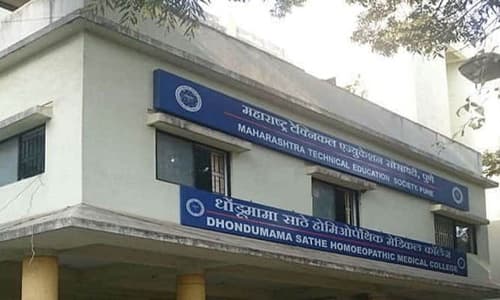 महाराष्ट्र टेक्निकल एज्युकेशन सोसायटी, पुणे
MAHARASHTRA TECHNICAL EDUCATION SOCIETY PUNE
धोंडूमामा साठे होमिओपॅथिक मेडिकल कॉलेज
DHONDUMAMA SATHE HOMOEOPATHIC MEDICAL COLLEGE